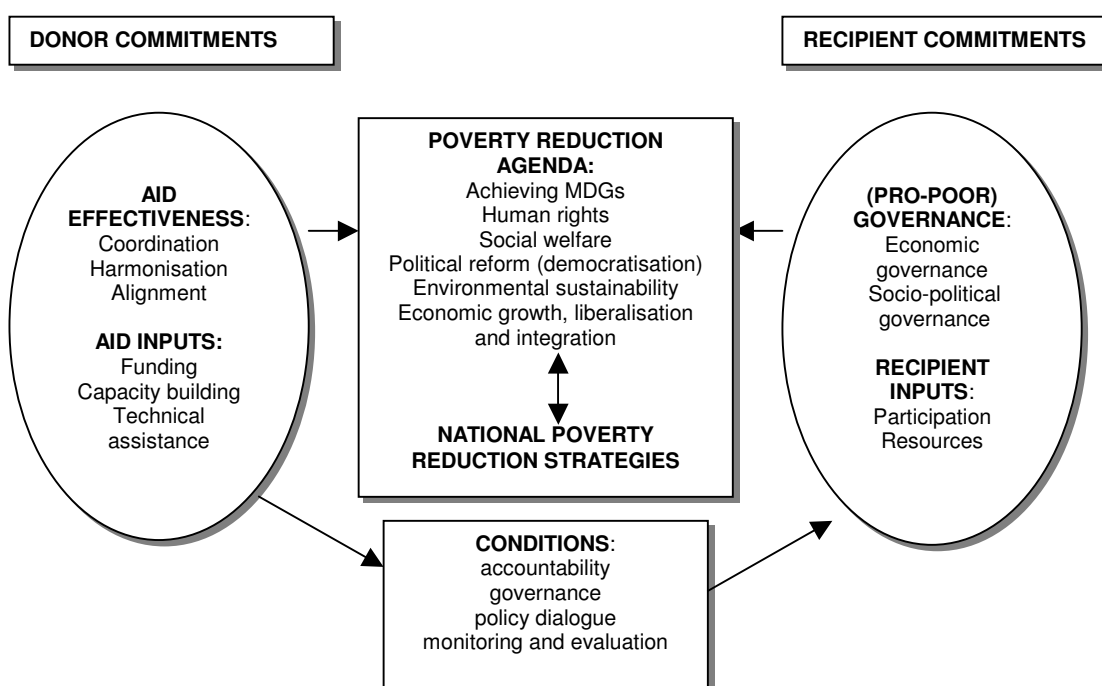 DONOR COMMITMENTS
RECIPIENT COMMITMENTS
AID
EFFECTIVENESS:
Coordination
Harmonisation
Alignment
AID INPUTS:
Funding
Capacity building
Technical
assistance
POVERTY REDUCTION
AGENDA:
Achieving MDGs
Human rights
Social welfare
Political reform (democratisation)
Environmental sustainability
Economic growth, liberalisation
and integration
NATIONAL POVERTY
REDUCTION STRATEGIES
(PRO-POOR)
GOVERNANCE:
Economic
governance
Socio-political
governance
RECIPIENT
INPUTS:
Participation
Resources
CONDITIONS:
accountability
governance
policy dialogue
monitoring and evaluation